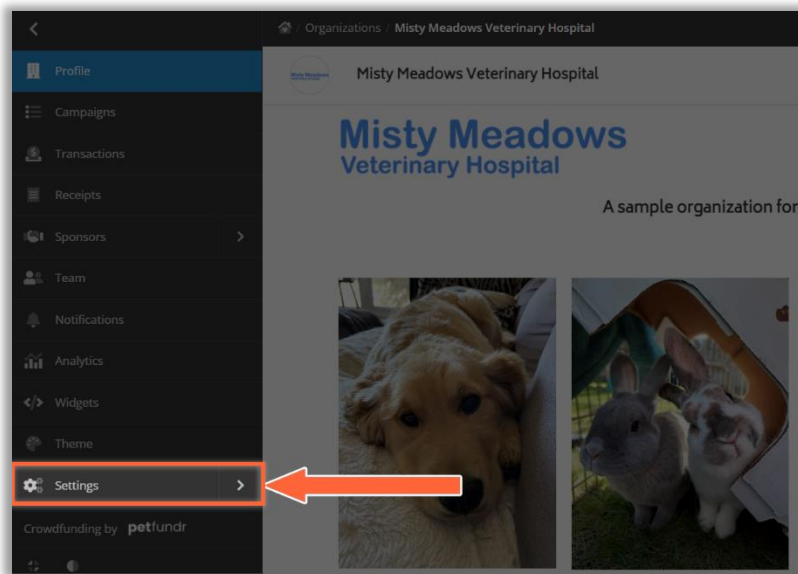 / Organizations / Misty Meadows Veterinary Hospital
Profile
Campaigns
Transactions
Receipts
Sponsors
Team
Notifications
Analytics
Widgets
Theme
Settings
Crowdfunding by petfundr
Misty Meadows Veterinary Hospital
Misty Meadows
Veterinary Hospital
A sample organization for